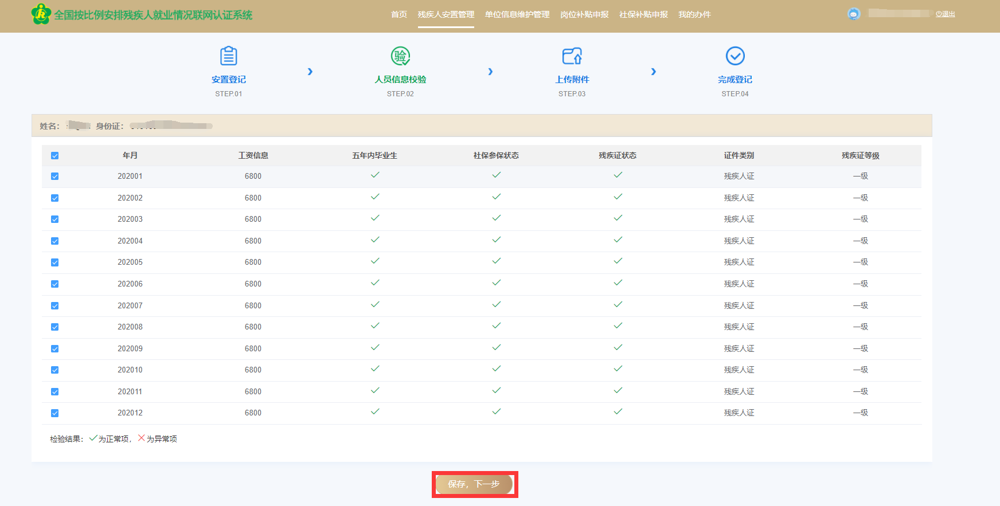 全国按比例安排残疾人就业情况联网认证系统
首页 残疾人安置管理 单位信息维护管理 岗位补贴申报 社保补贴申报 我的办件
退出
安置登记 人员信息校验 上传附件 完成登记
STEP.01 STEP.02 STEP.03 STEP.04
姓名： 身份证：
年月 工资信息 五年内毕业生 社保参保状态 残疾证状态 证件类别 残疾证等级
202001 6800 残疾人证 一级
202002 6800 残疾人证 一级
202003 6800 残疾人证 一级
202004 6800 残疾人证 一级
202005 6800 残疾人证 一级
202006 6800 残疾人证 一级
202007 6800 残疾人证 一级
202008 6800 残疾人证 一级
202009 6800 残疾人证 一级
202010 6800 残疾人证 一级
202011 6800 残疾人证 一级
202012 6800 残疾人证 一级
检验结果： 为正常项， 为异常项
保存，下一步